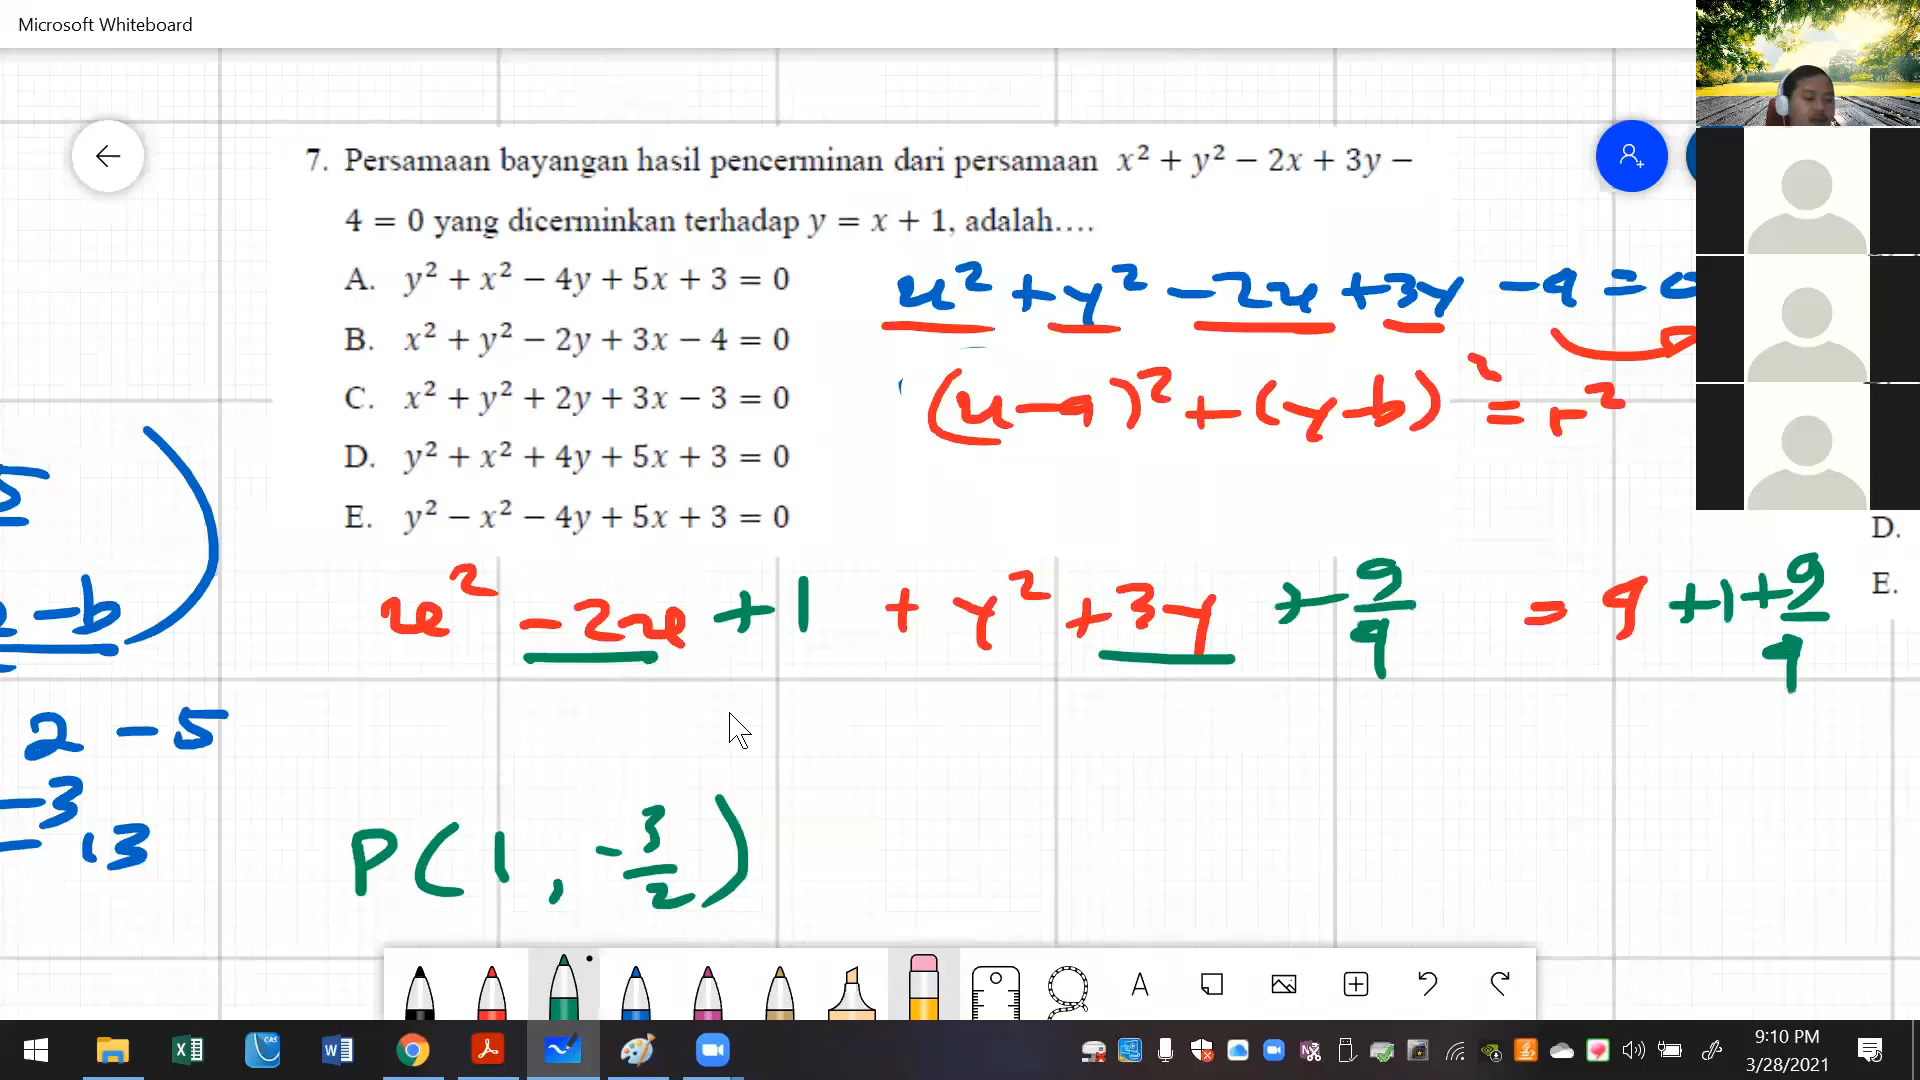 Microsoft Whiteboard
7. Persamaan bayangan hasil pencerminan dari persamaan x² + y² − 2x + 3y −
4 = 0 yang dicerminkan terhadap y = x + 1, adalah….
A. y² + x² − 4y + 5x + 3 = 0
B. x² + y² − 2y + 3x − 4 = 0
C. x² + y² + 2y + 3x − 3 = 0
D. y² + x² + 4y + 5x + 3 = 0
E. y² − x² − 4y + 5x + 3 = 0
x² + y² − 2x + 3y − 4 = 0
(x − a)² + (y − b)² = r²
D.
E.
x² − 2x + 1 + y² + 3y + 9/4 = 4 + 1 + 9/4
5
− b
2 − 5
−3
= 13
P(1, −3/2)
A
CAS
9:10 PM
3/28/2021